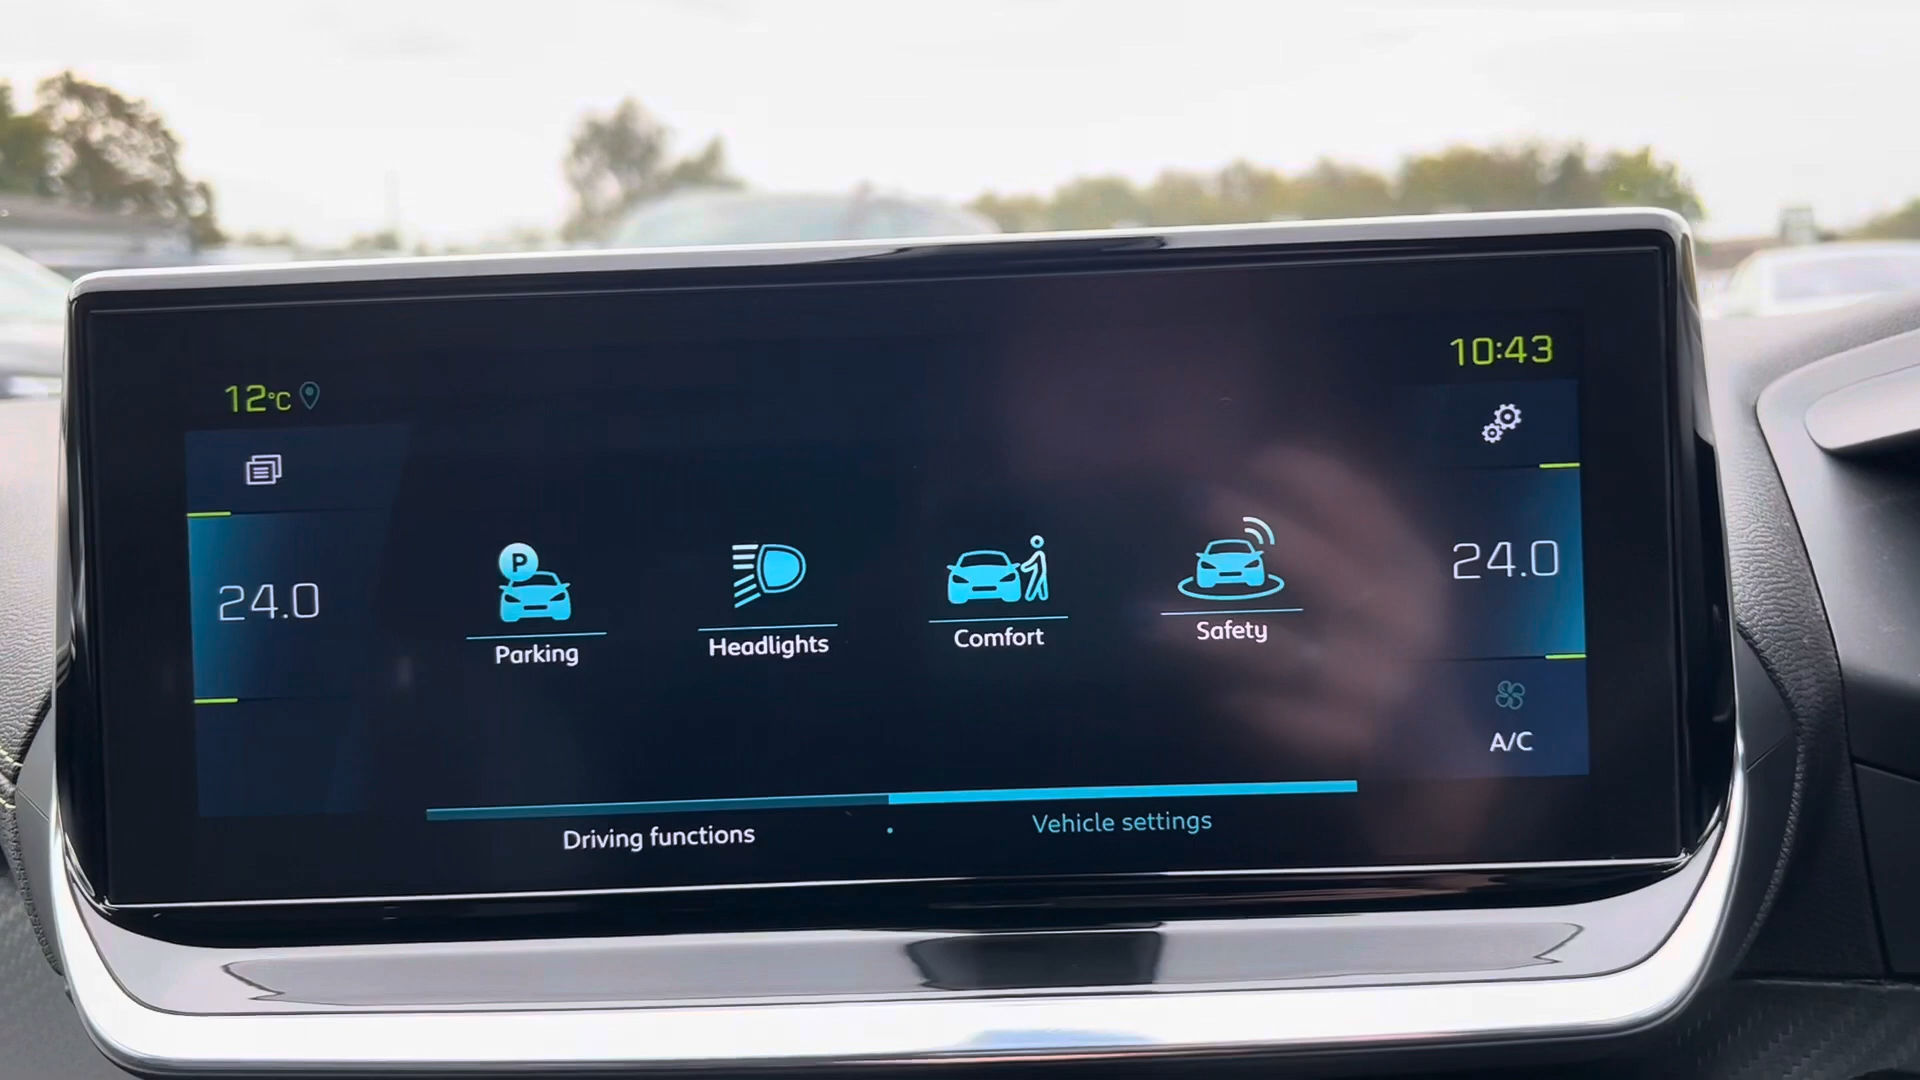 12°C
10:43
24.0
24.0
P
Parking
Headlights
Comfort
Safety
A/C
Driving functions
Vehicle settings